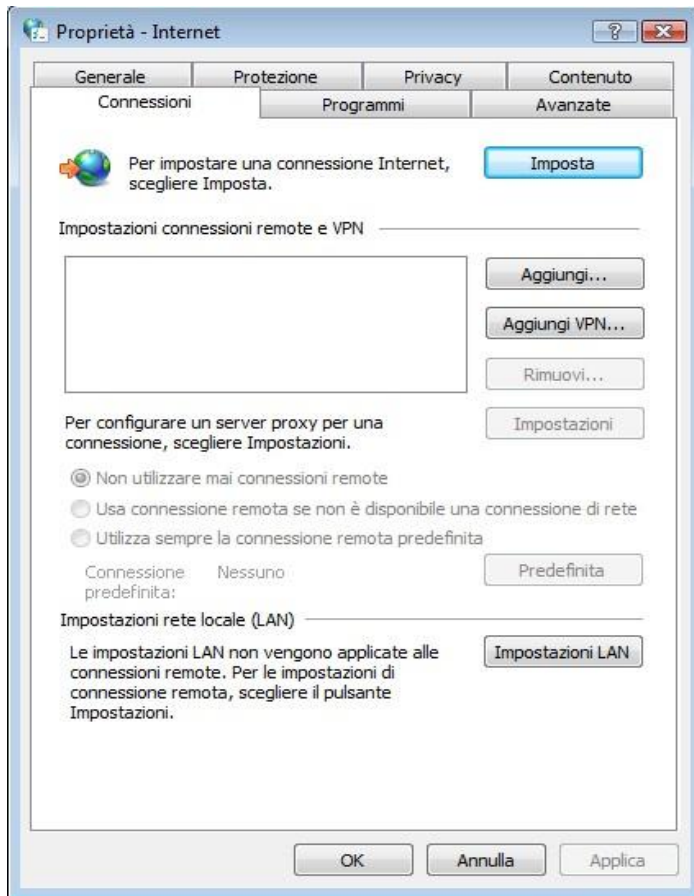 Proprietà - Internet
Generale Protezione Privacy Contenuto
Connessioni Programmi Avanzate
Per impostare una connessione Internet,
scegliere Imposta.
Imposta
Impostazioni connessioni remote e VPN
Aggiungi...
Aggiungi VPN...
Rimuovi...
Per configurare un server proxy per una
connessione, scegliere Impostazioni.
Impostazioni
Non utilizzare mai connessioni remote
Usa connessione remota se non è disponibile una connessione di rete
Utilizza sempre la connessione remota predefinita
Connessione
predefinita:
Nessuno
Predefinita
Impostazioni rete locale (LAN)
Le impostazioni LAN non vengono applicate alle
connessioni remote. Per le impostazioni di
connessione remota, scegliere il pulsante
Impostazioni.
Impostazioni LAN
OK Annulla Applica